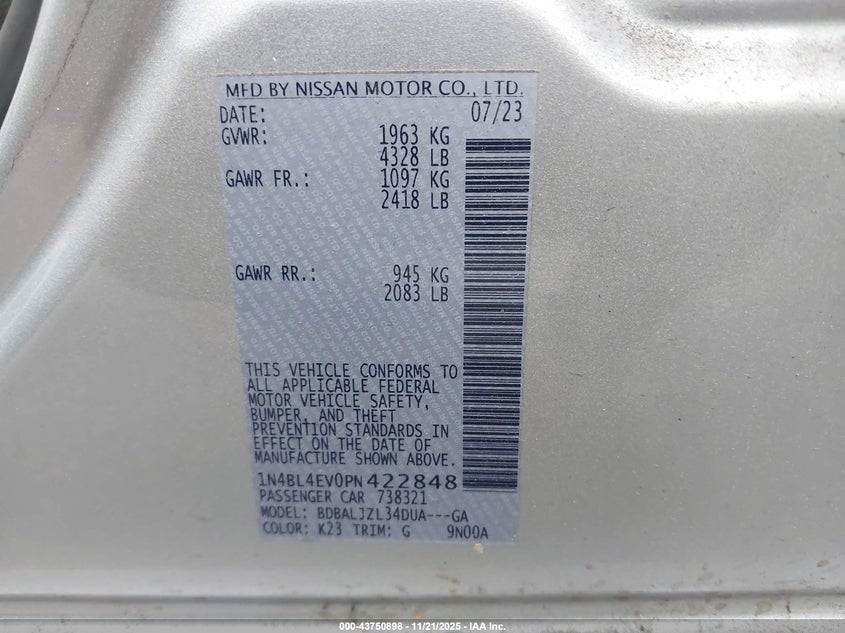 MFD BY NISSAN MOTOR CO., LTD.
DATE: 07/23
GVWR: 1963 KG
4328 LB
GAWR FR.: 1097 KG
2418 LB
GAWR RR.: 945 KG
2083 LB
THIS VEHICLE CONFORMS TO
ALL APPLICABLE FEDERAL
MOTOR VEHICLE SAFETY,
BUMPER, AND THEFT
PREVENTION STANDARDS IN
EFFECT ON THE DATE OF
MANUFACTURE SHOWN ABOVE.
1N4BL4EV0PN422848
PASSENGER CAR 738321
MODEL: BDBALJZL34DUA---GA
COLOR: K23 TRIM: G 9N00A
000-43750898 - 11/21/2025 - IAA Inc.